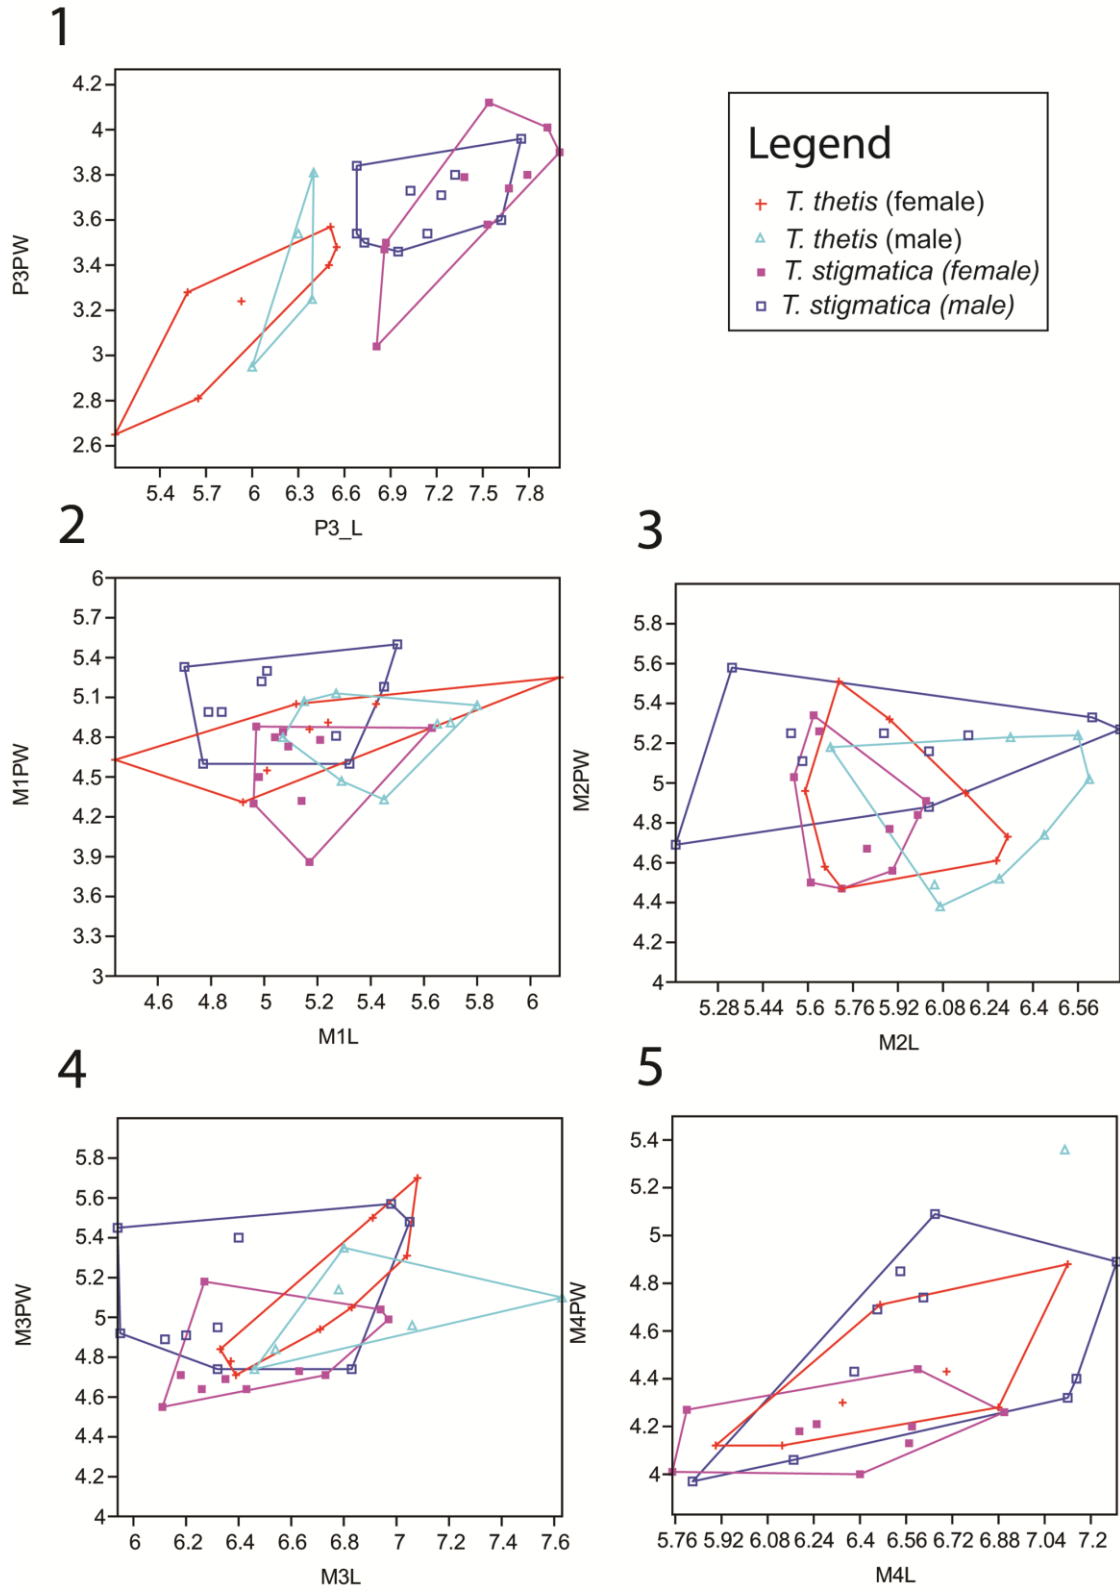 1
4.2
4
3.8
3.6
3.4
3.2
3
2.8
2.6
P3PW
5.4 5.7 6 6.3 6.6 6.9 7.2 7.5 7.8
P3_L
Legend
T. thetis (female)
T. thetis (male)
T. stigmatica (female)
T. stigmatica (male)
2
6
5.7
5.4
5.1
4.8
4.5
4.2
3.9
3.6
3.3
3
M1PW
4.6 4.8 5 5.2 5.4 5.6 5.8 6
M1L
3
5.8
5.6
5.4
5.2
5
4.8
4.6
4.4
4.2
4
M2PW
5.28 5.44 5.6 5.76 5.92 6.08 6.24 6.4 6.56
M2L
4
5.8
5.6
5.4
5.2
5
4.8
4.6
4.4
4.2
4
M3PW
6 6.2 6.4 6.6 6.8 7 7.2 7.4 7.6
M3L
5
5.4
5.2
5
4.8
4.6
4.4
4.2
4
M4PW
5.76 5.92 6.08 6.24 6.4 6.56 6.72 6.88 7.04 7.2
M4L